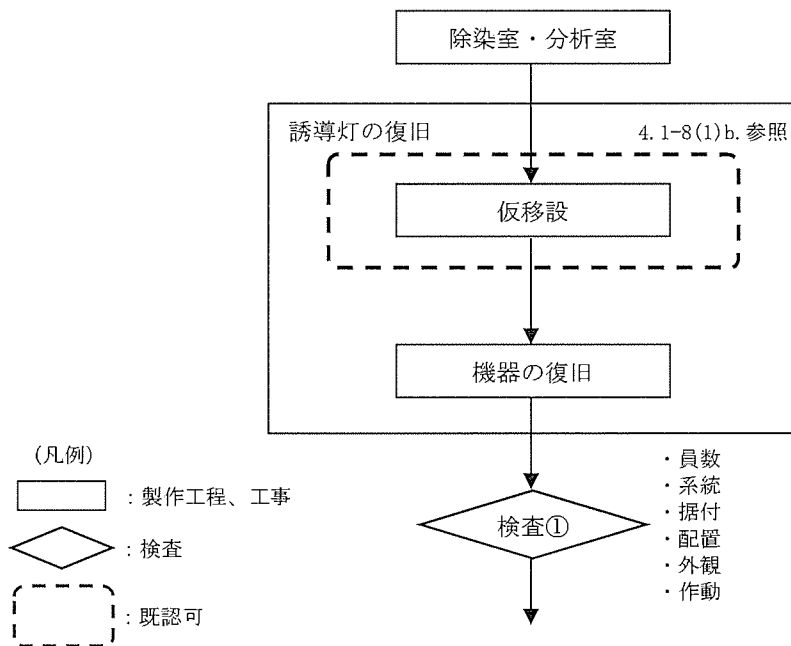 除染室・分析室
誘導灯の復旧
4.1-8(1)b.参照
仮移設
機器の復旧
検査①
・員数
・系統
・据付
・配置
・外観
・作動
(凡例)
：製作工程、工事
：検査
：既認可